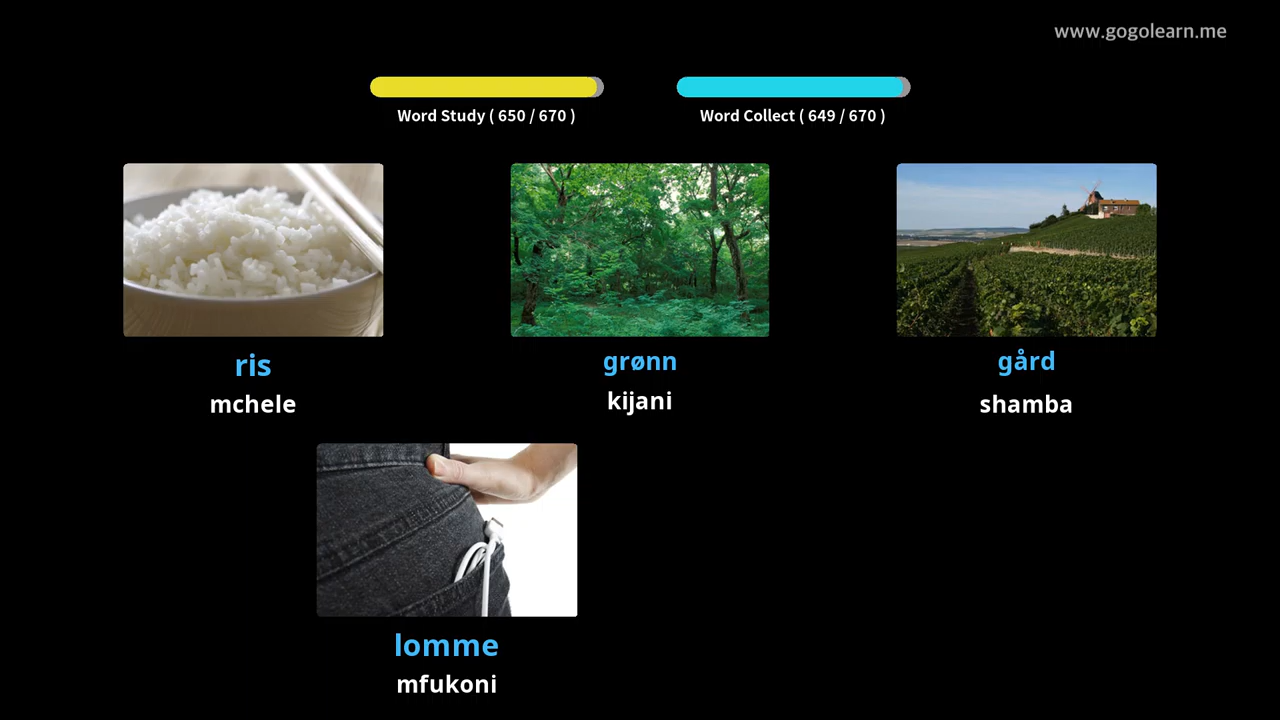 www.gogolearn.me
Word Study ( 650 / 670 )
Word Collect ( 649 / 670 )
ris
mchele
grønn
kijani
gård
shamba
lomme
mfukoni